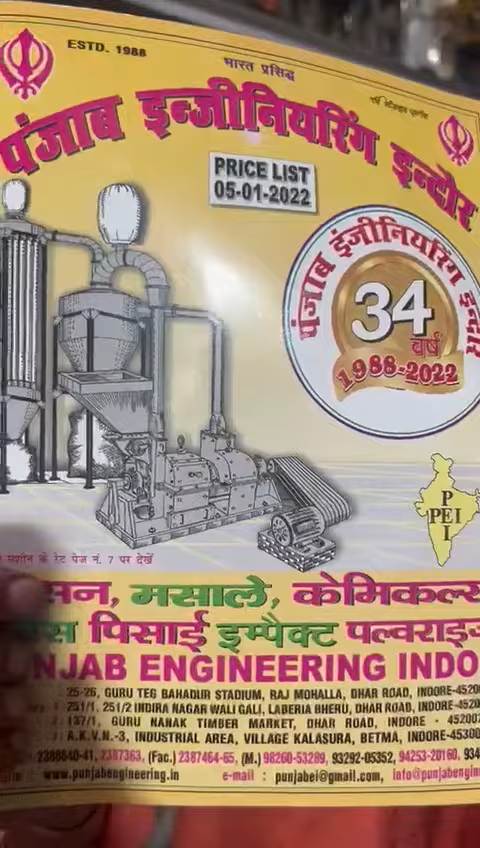 ESTD. 1988
भारत प्रसिद्ध
पंजाब इन्जीनियरिंग इन्दौर
PRICE LIST
05-01-2022
पंजाब इंजीनियरिंग इन्दौर
34
वर्ष
1988-2022
P
PEI
I
मशीन के रेट पेज नं. 7 पर देखें
सन, मसाले, केमिकल्स
पिसाई इम्पैक्ट पल्वराइज
NJAB ENGINEERING INDO
25-26, GURU TEG BAHADUR STADIUM, RAJ MOHALLA, DHAR ROAD, INDORE-4520
251/1, 251/2 INDIRA NAGAR WALI GALI, LABERIA BHERU, DHAR ROAD, INDORE-4520
137/1, GURU NANAK TIMBER MARKET, DHAR ROAD, INDORE - 452002
A.K.V.N.-3, INDUSTRIAL AREA, VILLAGE KALASURA, BETMA, INDORE-45300
2388640-41, 2387363, (Fac.) 2387464-65, (M.) 98260-53289, 93292-05352, 94253-20160, 934
www.punjabengineering.in e-mail : punjabei@gmail.com, info@punjabengine